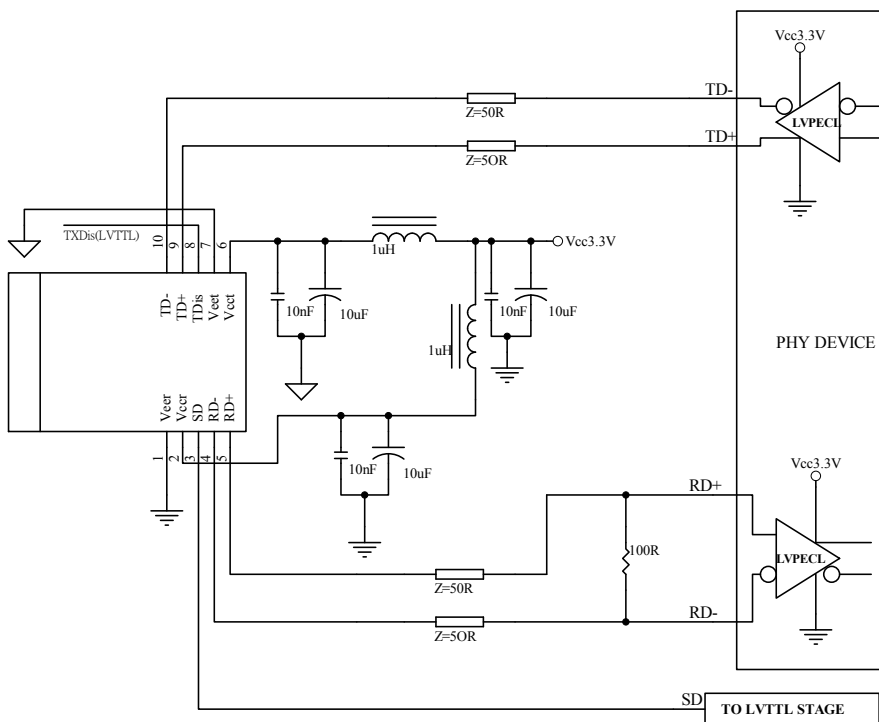 Vcc3.3V
TD-
LVPECL
Z=50R
TD+
Z=5OR
TXDis(LVTTL)
10
9
8
7
6
1uH
Vcc3.3V
TD-
TD+
TDis
Veet
Vcct
10nF
10uF
10nF
10uF
1uH
PHY DEVICE
Veer
Vccr
SD
RD-
RD+
1
2
3
4
5
10nF
10uF
Vcc3.3V
RD+
100R
LVPECL
Z=50R
RD-
Z=5OR
SD
TO LVTTL STAGE